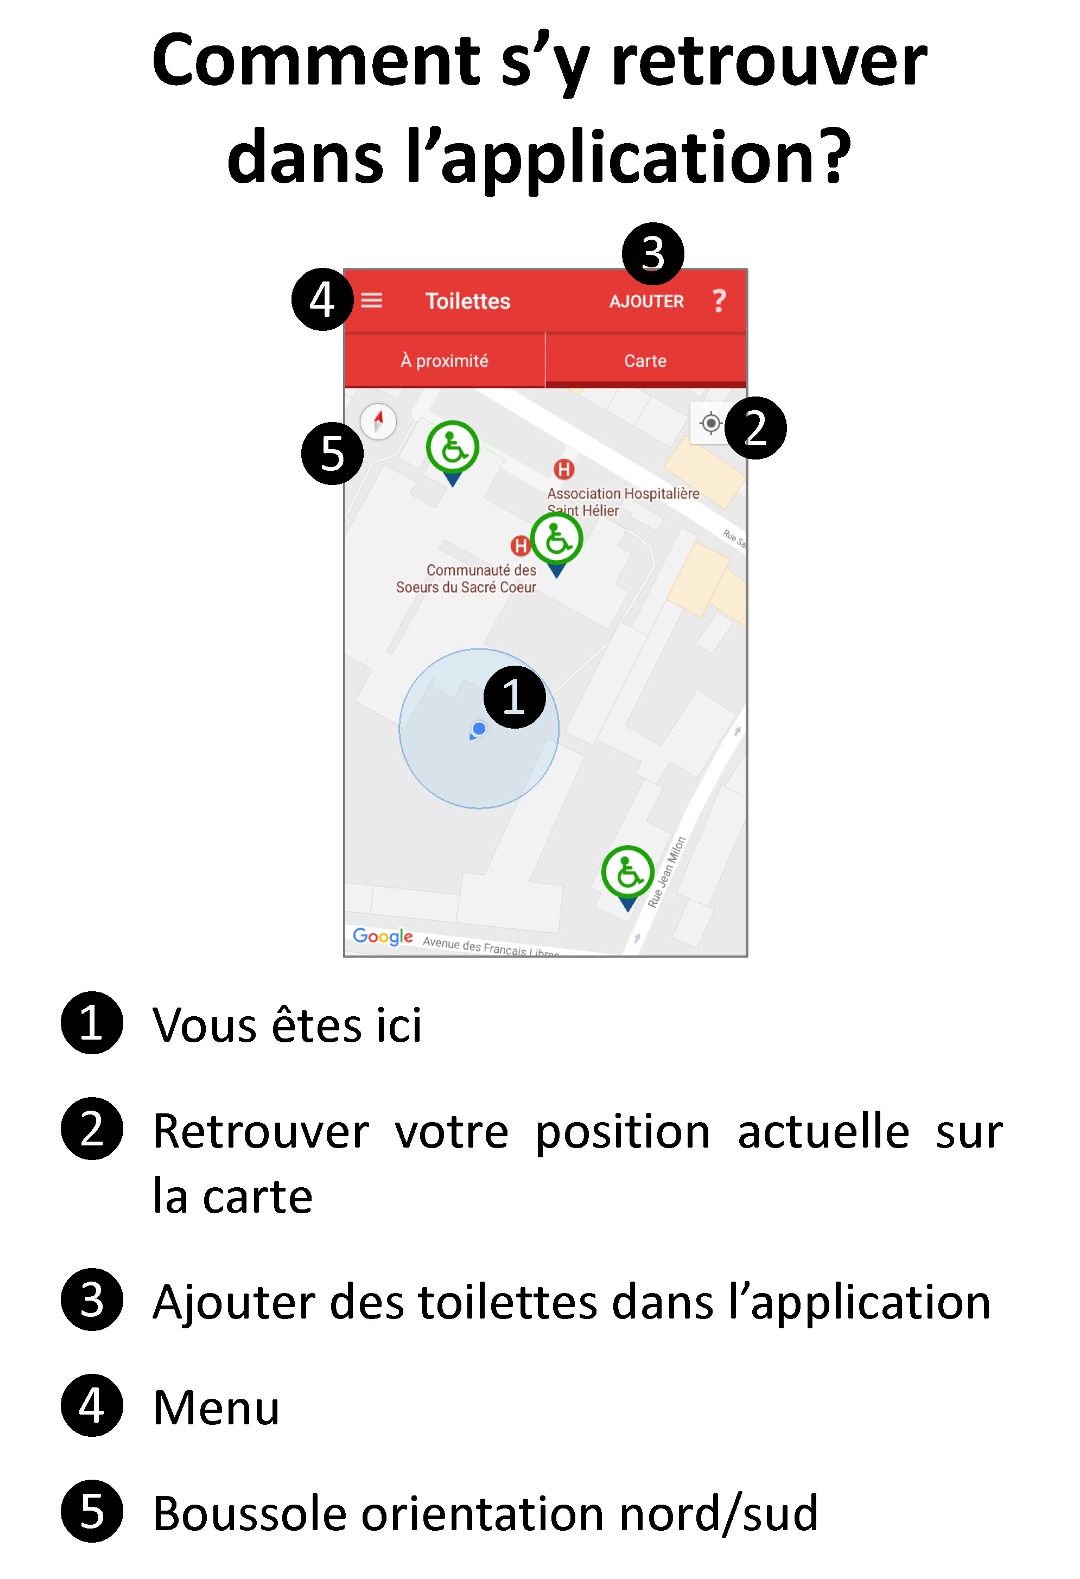 Comment s’y retrouver
dans l’application?
3
4
Toilettes
AJOUTER
?
À proximité
Carte
2
5
H
Association Hospitalière
Saint Hélier
H
Communauté des
Soeurs du Sacré Coeur
Rue
1
Rue Jean Milon
Google
Avenue des Français Libres
1 Vous êtes ici
2 Retrouver votre position actuelle sur
la carte
3 Ajouter des toilettes dans l’application
4 Menu
5 Boussole orientation nord/sud